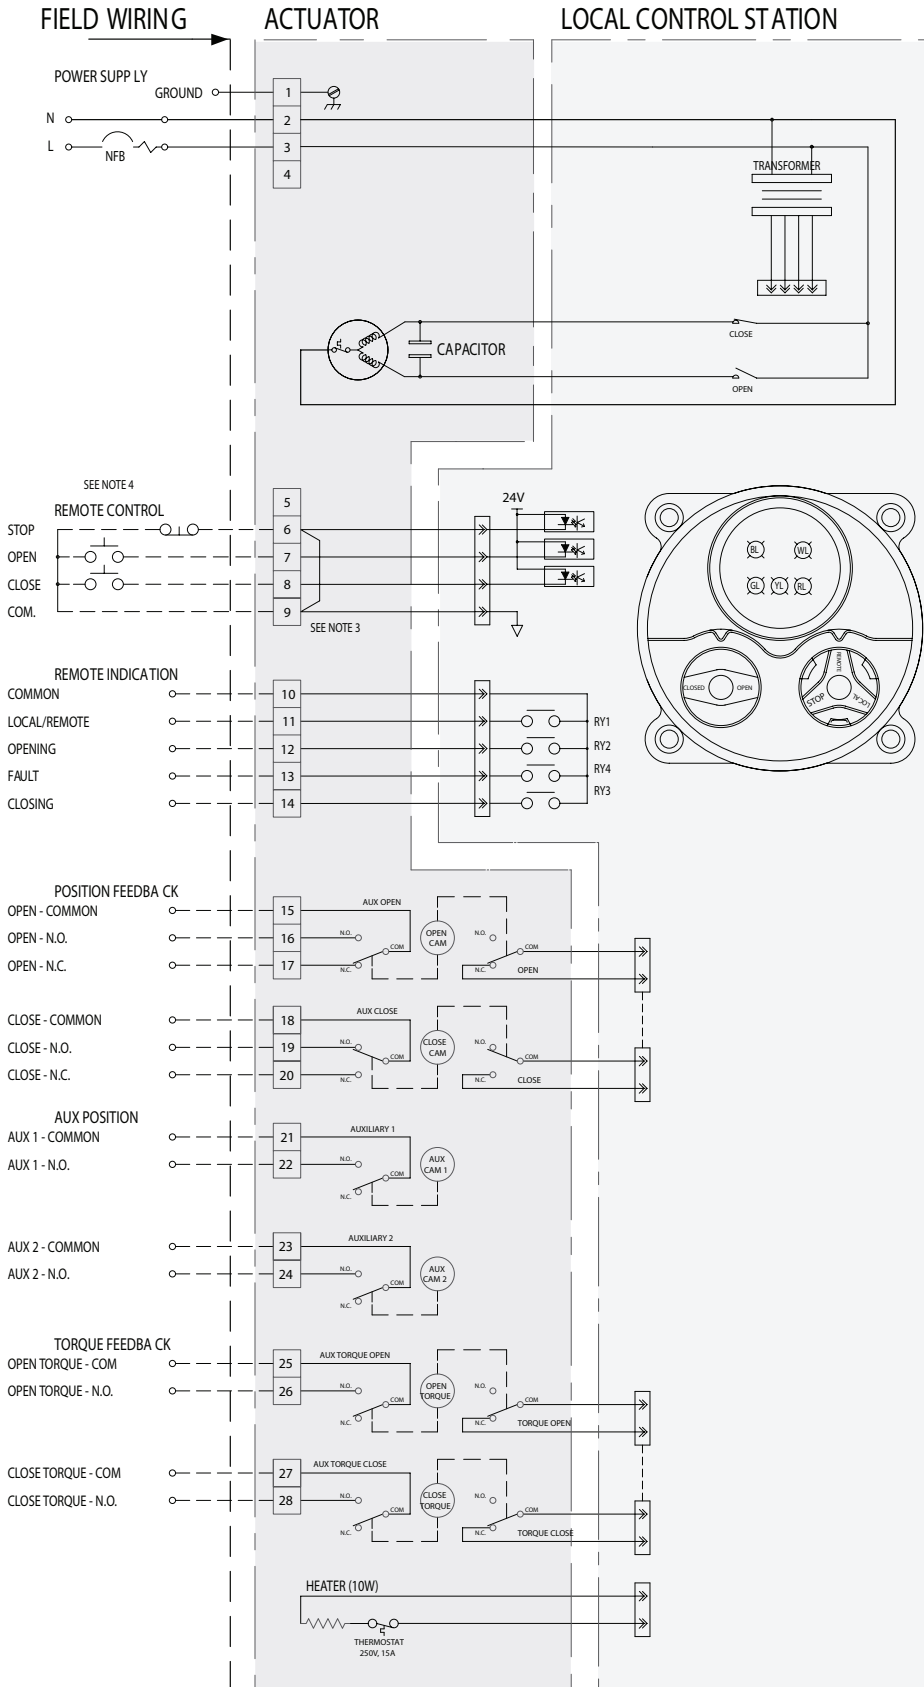 FIELD WIRING
ACTUATOR
LOCAL CONTROL STATION
POWER SUPP LY
GROUND
1
N
2
L
NFB
3
4
TRANSFORMER
CLOSE
CAPACITOR
OPEN
SEE NOTE 4
REMOTE CONTROL
5
24V
STOP
6
OPEN
7
CLOSE
8
COM.
9
SEE NOTE 3
BL
WL
GL
YL
RL
CLOSED
OPEN
REMOTE
STOP
LOCAL
REMOTE INDICATION
COMMON
10
LOCAL/REMOTE
11
RY1
OPENING
12
RY2
FAULT
13
RY4
CLOSING
14
RY3
POSITION FEEDBA CK
OPEN - COMMON
15
AUX OPEN
OPEN - N.O.
16
N.O.
COM
OPEN CAM
N.O.
COM
OPEN - N.C.
17
N.C.
N.C.
OPEN
CLOSE - COMMON
18
AUX CLOSE
CLOSE - N.O.
19
N.O.
COM
CLOSE CAM
N.O.
COM
CLOSE - N.C.
20
N.C.
N.C.
CLOSE
AUX POSITION
AUX 1 - COMMON
21
AUXILIARY 1
AUX 1 - N.O.
22
N.O.
COM
AUX CAM 1
N.C.
AUX 2 - COMMON
23
AUXILIARY 2
AUX 2 - N.O.
24
N.O.
COM
AUX CAM 2
N.C.
TORQUE FEEDBA CK
OPEN TORQUE - COM
25
AUX TORQUE OPEN
OPEN TORQUE - N.O.
26
N.O.
COM
OPEN TORQUE
N.O.
COM
N.C.
N.C.
TORQUE OPEN
CLOSE TORQUE - COM
27
AUX TORQUE CLOSE
CLOSE TORQUE - N.O.
28
N.O.
COM
CLOSE TORQUE
N.O.
COM
N.C.
N.C.
TORQUE CLOSE
HEATER (10W)
THERMOSTAT
250V, 15A